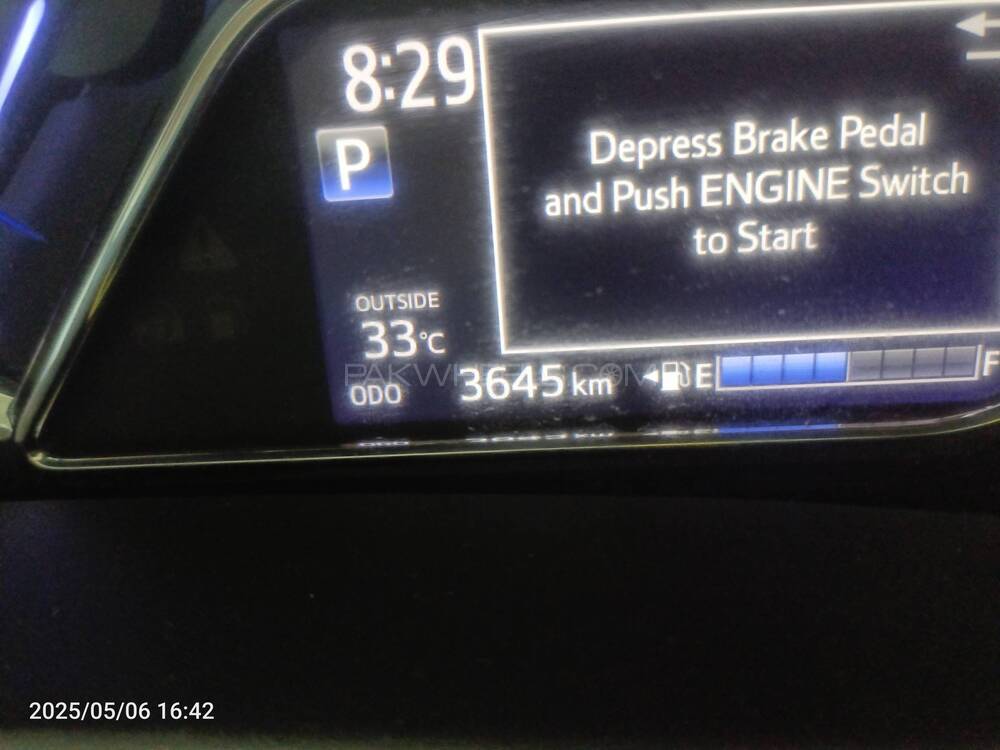 8:29
P
Depress Brake Pedal
and Push ENGINE Switch
to Start
OUTSIDE
33°C
ODO 3645 km
E F
PAKWHEELS.COM
2025/05/06 16:42